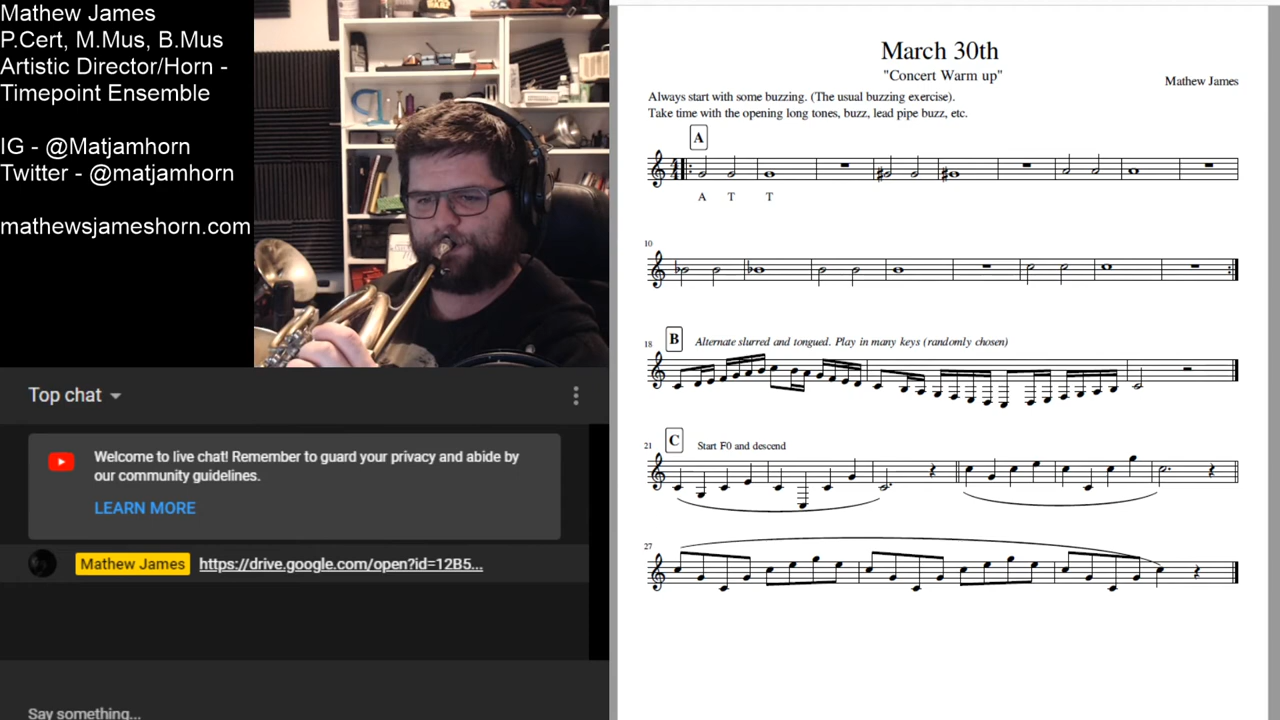 Mathew James
P.Cert, M.Mus, B.Mus
Artistic Director/Horn -
Timepoint Ensemble
IG - @Matjamhorn
Twitter - @matjamhorn
mathewsjameshorn.com
Top chat
Welcome to live chat! Remember to guard your privacy and abide by
our community guidelines.
LEARN MORE
Mathew James https://drive.google.com/open?id=12B5...
Say something...
March 30th
"Concert Warm up"
Mathew James
Always start with some buzzing. (The usual buzzing exercise).
Take time with the opening long tones, buzz, lead pipe buzz, etc.
A
A T T
10
B Alternate slurred and tongued. Play in many keys (randomly chosen)
18
C Start F0 and descend
21
27